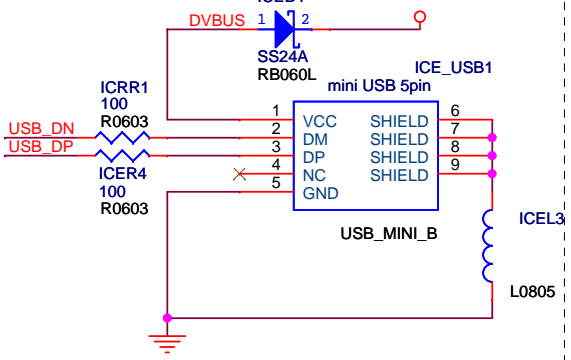 DVBUS 1 2
SS24A
RB060L
ICE_USB1
mini USB 5pin
ICRR1
100
R0603
USB_DN
USB_DP
ICER4
100
R0603
1 VCC SHIELD 6
2 DM SHIELD 7
3 DP SHIELD 8
4 NC SHIELD 9
5 GND
USB_MINI_B
ICEL3
L0805